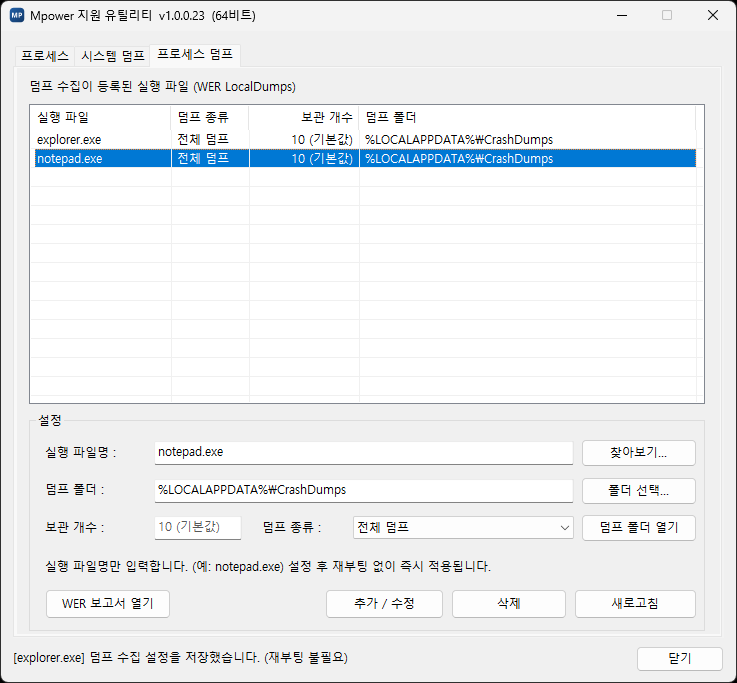 MP Mpower 지원 유틸리티 v1.0.0.23 (64비트)
프로세스 시스템 덤프 프로세스 덤프
덤프 수집이 등록된 실행 파일 (WER LocalDumps)
실행 파일 덤프 종류 보관 개수 덤프 폴더
explorer.exe 전체 덤프 10 (기본값) %LOCALAPPDATA%₩CrashDumps
notepad.exe 전체 덤프 10 (기본값) %LOCALAPPDATA%₩CrashDumps
설정
실행 파일명 : notepad.exe 찾아보기...
덤프 폴더 : %LOCALAPPDATA%₩CrashDumps 폴더 선택...
보관 개수 : 10 (기본값) 덤프 종류 : 전체 덤프 덤프 폴더 열기
실행 파일명만 입력합니다. (예: notepad.exe) 설정 후 재부팅 없이 즉시 적용됩니다.
WER 보고서 열기 추가 / 수정 삭제 새로고침
[explorer.exe] 덤프 수집 설정을 저장했습니다. (재부팅 불필요) 닫기